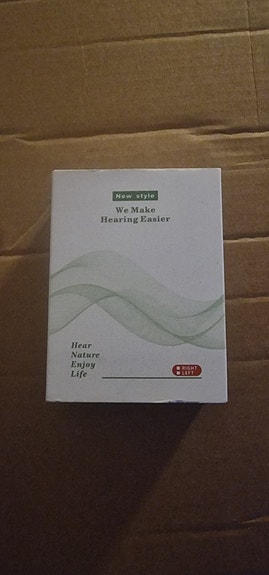 New style
We Make
Hearing Easier
Hear
Nature
Enjoy
Life
RIGHT
LEFT